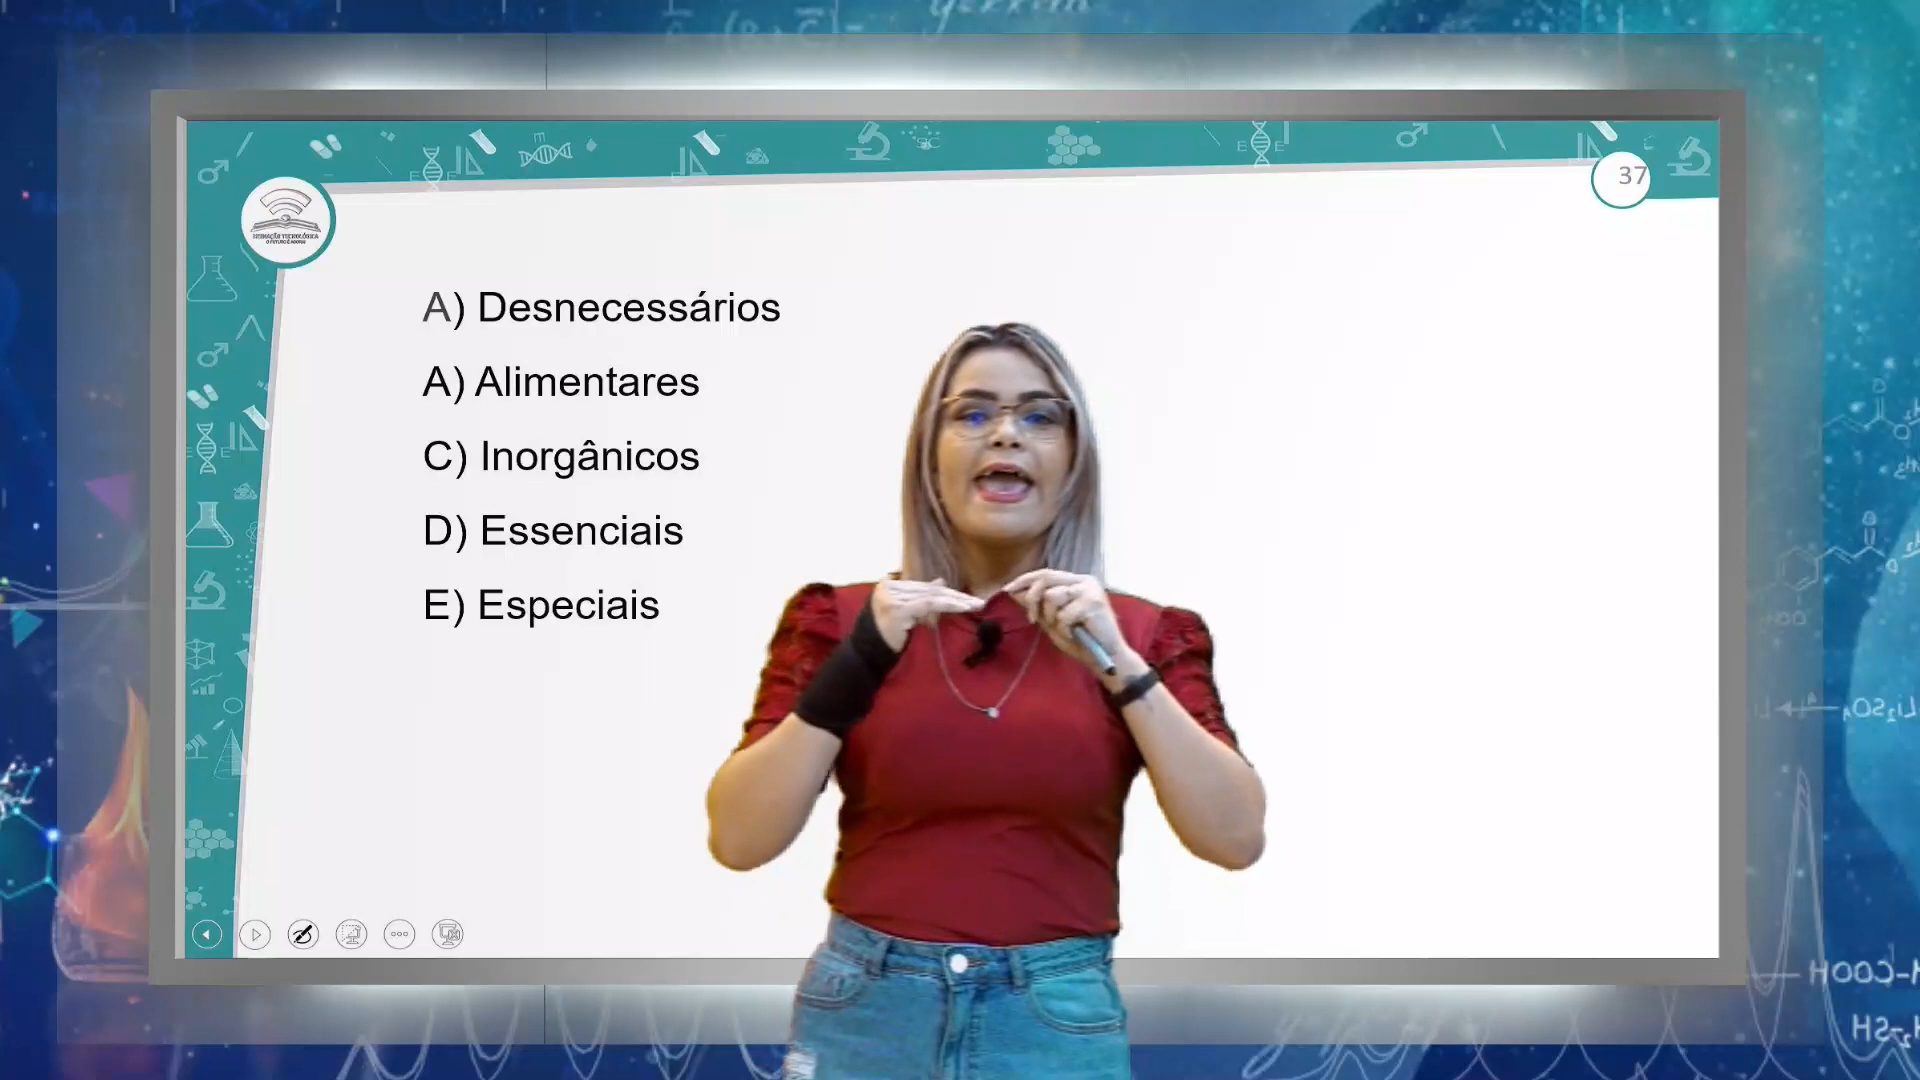 37
A) Desnecessários
A) Alimentares
C) Inorgânicos
D) Essenciais
E) Especiais